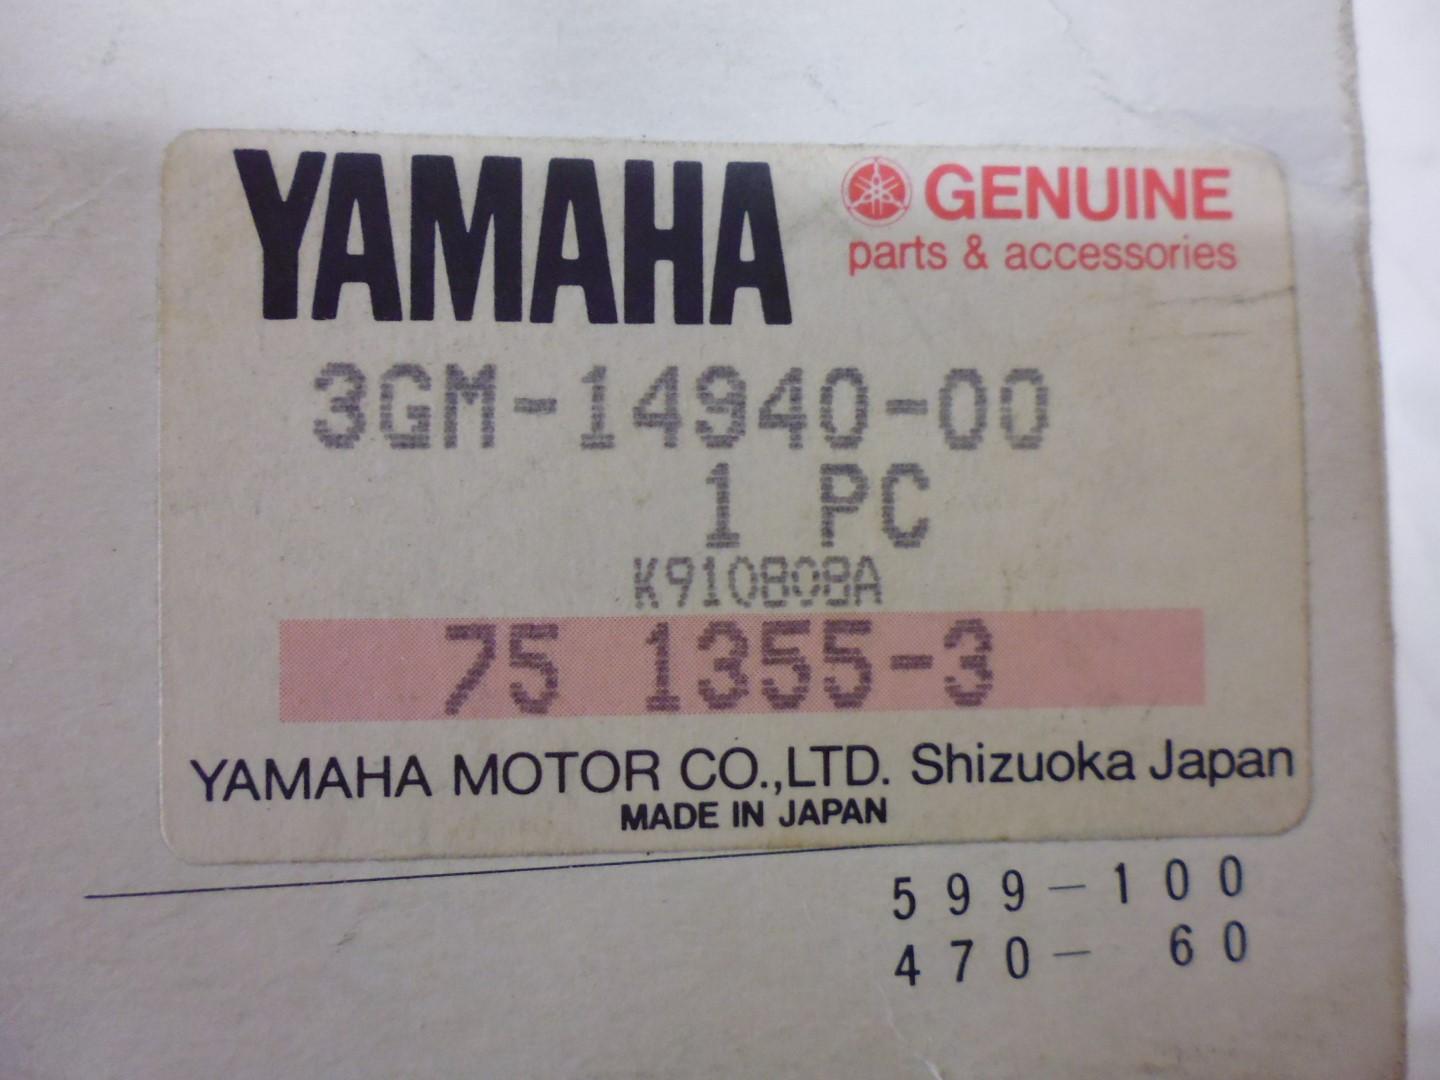 YAMAHA GENUINE
parts & accessories
3GM-14940-00
1 PC
K910808A
75 1355-3
YAMAHA MOTOR CO.,LTD. Shizuoka Japan
MADE IN JAPAN
599-100
470- 60